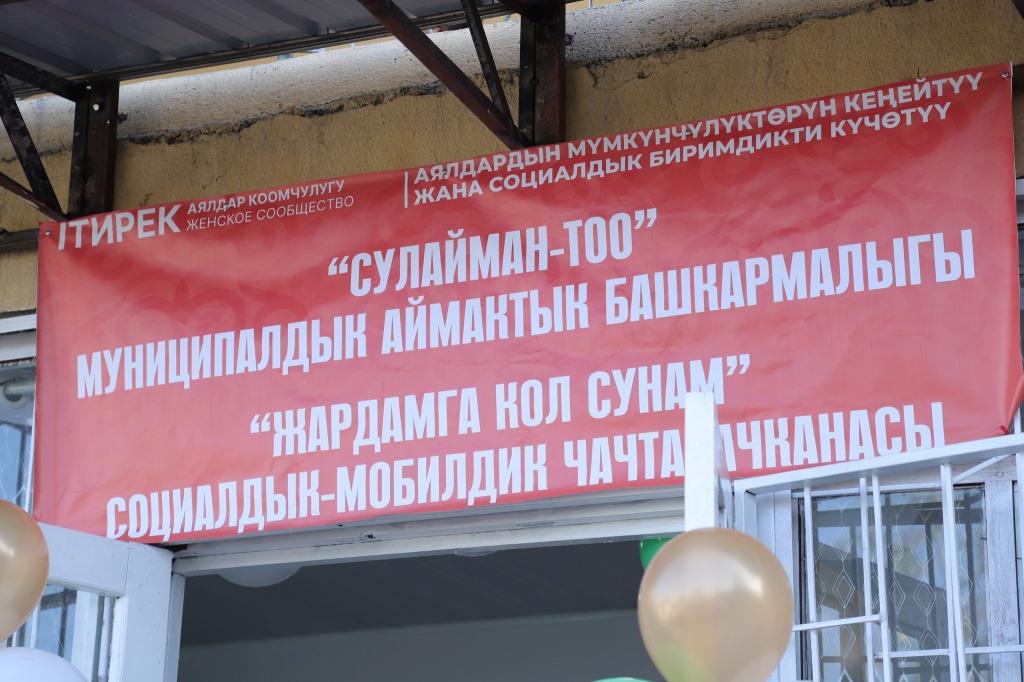 ТИРЕК
АЯЛДАР КООМЧУЛУГУ
ЖЕНСКОЕ СООБЩЕСТВО
АЯЛДАРДЫН МҮМКҮНЧҮЛҮКТӨРҮН КЕҢЕЙТҮҮ
ЖАНА СОЦИАЛДЫК БИРИМДИКТИ КҮЧӨТҮҮ
“СУЛАЙМАН-ТОО”
МУНИЦИПАЛДЫК АЙМАКТЫК БАШКАРМАЛЫГЫ
“ЖАРДАМГА КОЛ СУНАМ”
СОЦИАЛДЫК-МОБИЛДИК